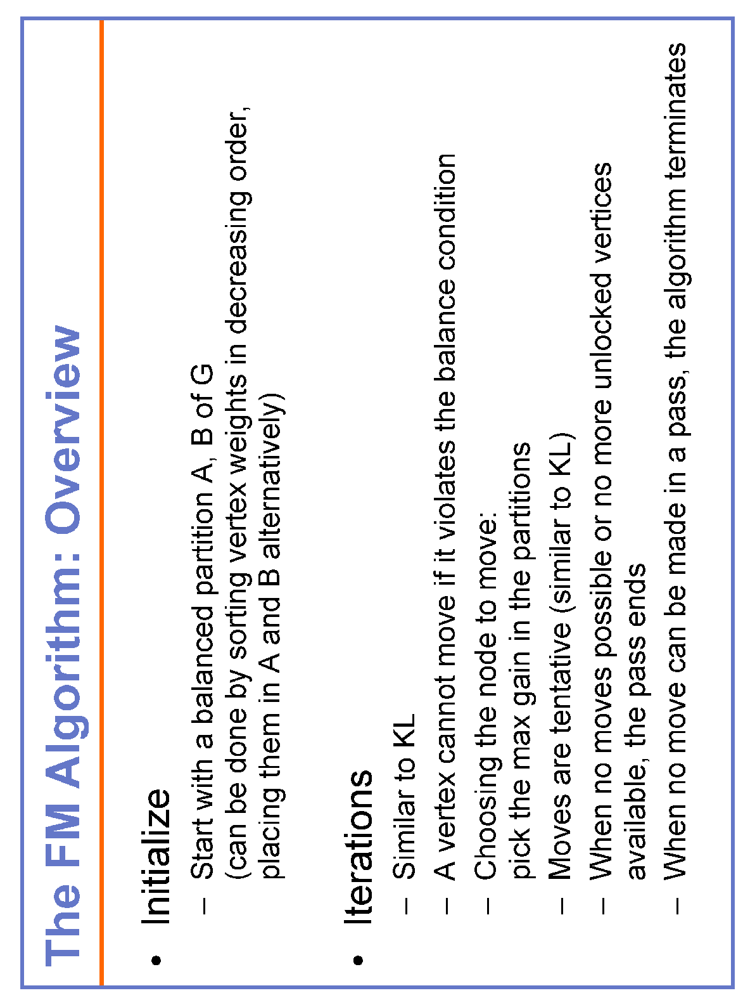 The FM Algorithm: Overview
• Initialize
– Start with a balanced partition A, B of G
(can be done by sorting vertex weights in decreasing order,
placing them in A and B alternatively)
• Iterations
– Similar to KL
– A vertex cannot move if it violates the balance condition
– Choosing the node to move:
pick the max gain in the partitions
– Moves are tentative (similar to KL)
– When no moves possible or no more unlocked vertices
available, the pass ends
– When no move can be made in a pass, the algorithm terminates